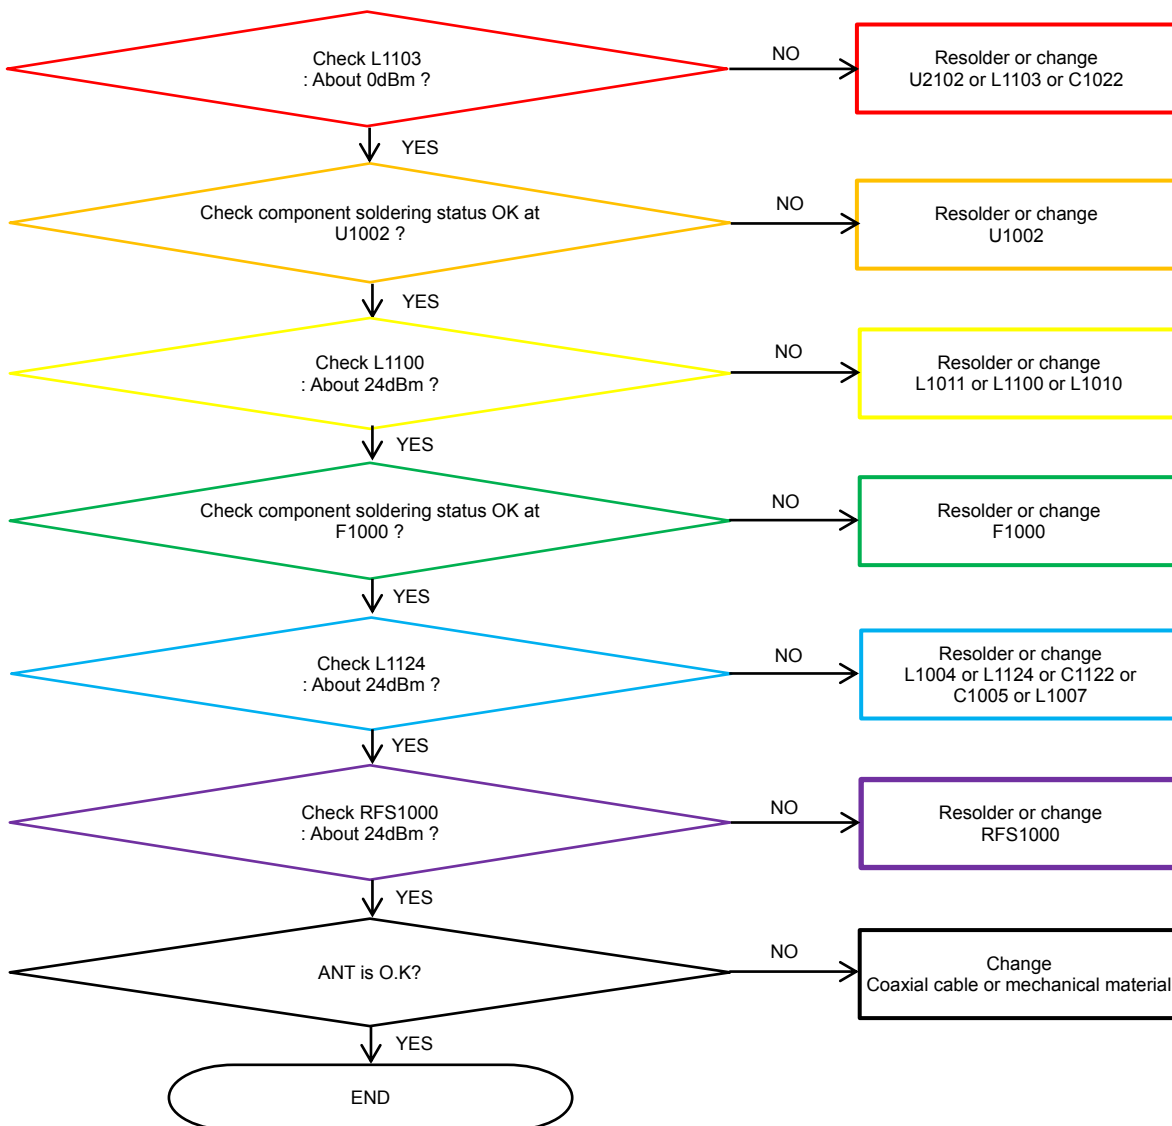 Check L1103
: About 0dBm ?
NO
Resolder or change
U2102 or L1103 or C1022
YES
Check component soldering status OK at
U1002 ?
NO
Resolder or change
U1002
YES
Check L1100
: About 24dBm ?
NO
Resolder or change
L1011 or L1100 or L1010
YES
Check component soldering status OK at
F1000 ?
NO
Resolder or change
F1000
YES
Check L1124
: About 24dBm ?
NO
Resolder or change
L1004 or L1124 or C1122 or
C1005 or L1007
YES
Check RFS1000
: About 24dBm ?
NO
Resolder or change
RFS1000
YES
ANT is O.K?
NO
Change
Coaxial cable or mechanical material
YES
END